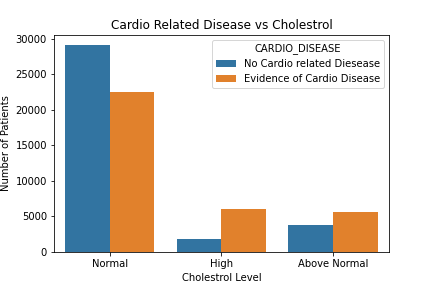 Cardio Related Disease vs Cholestrol
CARDIO_DISEASE
No Cardio related Diesease
Evidence of Cardio Disease
Number of Patients
30000
25000
20000
15000
10000
5000
0
Normal
High
Above Normal
Cholestrol Level